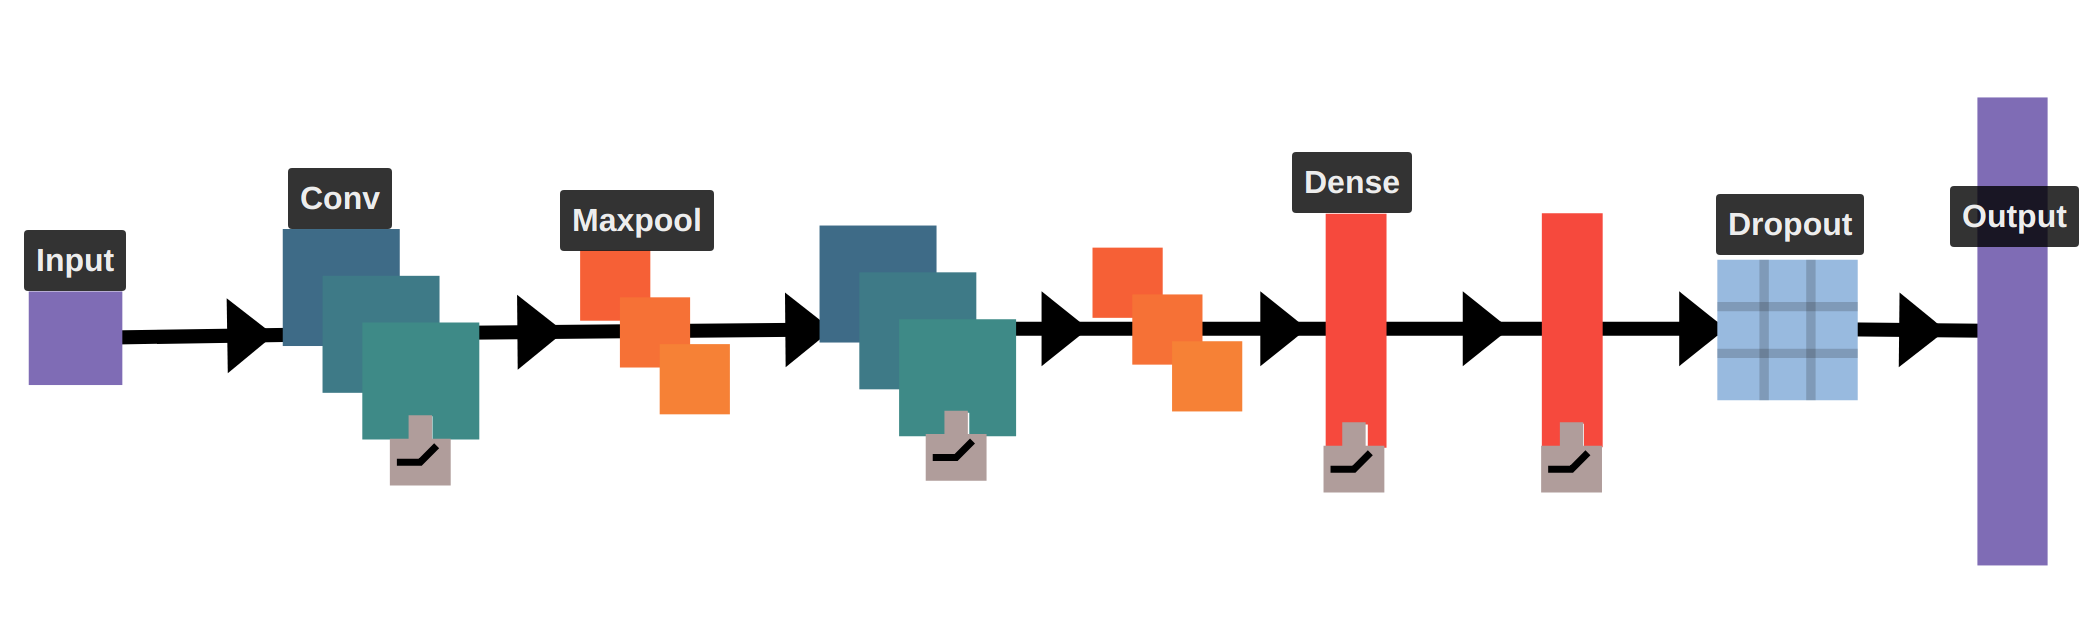 Input
Conv
Maxpool
Dense
Dropout
Output